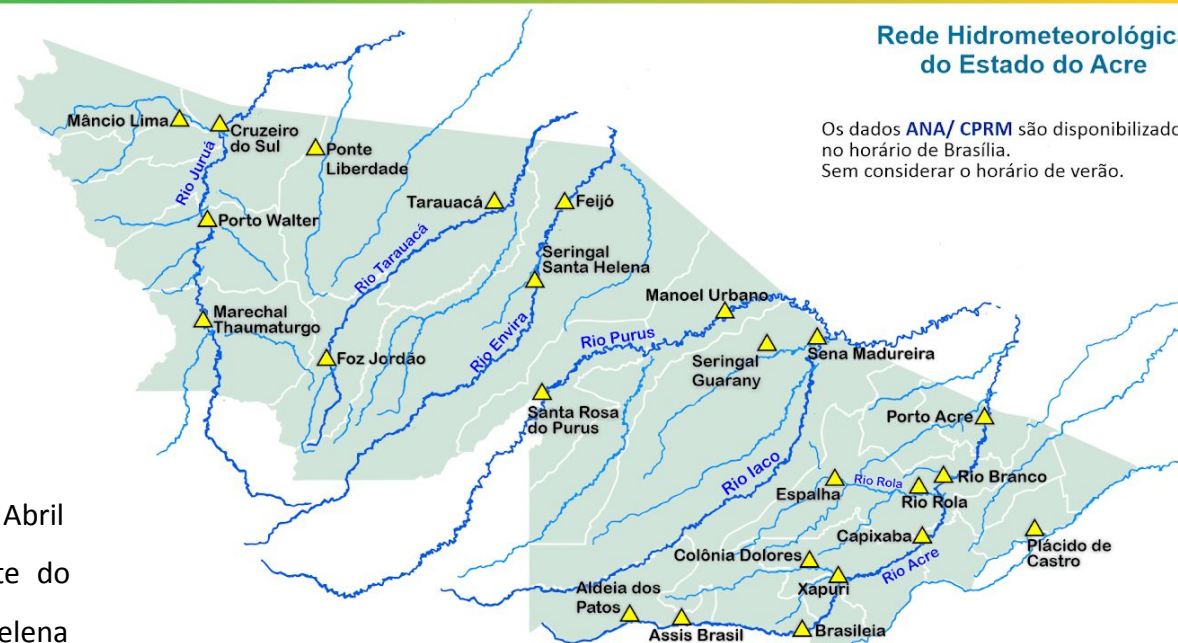 Rede Hidrometeorológica
do Estado do Acre
Os dados ANA/ CPRM são disponibilizado
no horário de Brasília.
Sem considerar o horário de verão.
Mâncio Lima
Cruzeiro
do Sul
Ponte
Liberdade
Rio Juruá
Porto Walter
Tarauacá
Feijó
Rio Tarauacá
Seringal
Santa Helena
Marechal
Thaumaturgo
Foz Jordão
Rio Envira
Manoel Urbano
Rio Purus
Seringal
Guarany
Sena Madureira
Santa Rosa
do Purus
Porto Acre
Rio Iaco
Espalha
Rio Rola
Rio Rola
Rio Branco
Capixaba
Plácido de
Castro
Colônia Dolores
Rio Acre
Xapuri
Aldeia dos
Patos
Assis Brasil
Brasileia
Abril
te do
elena